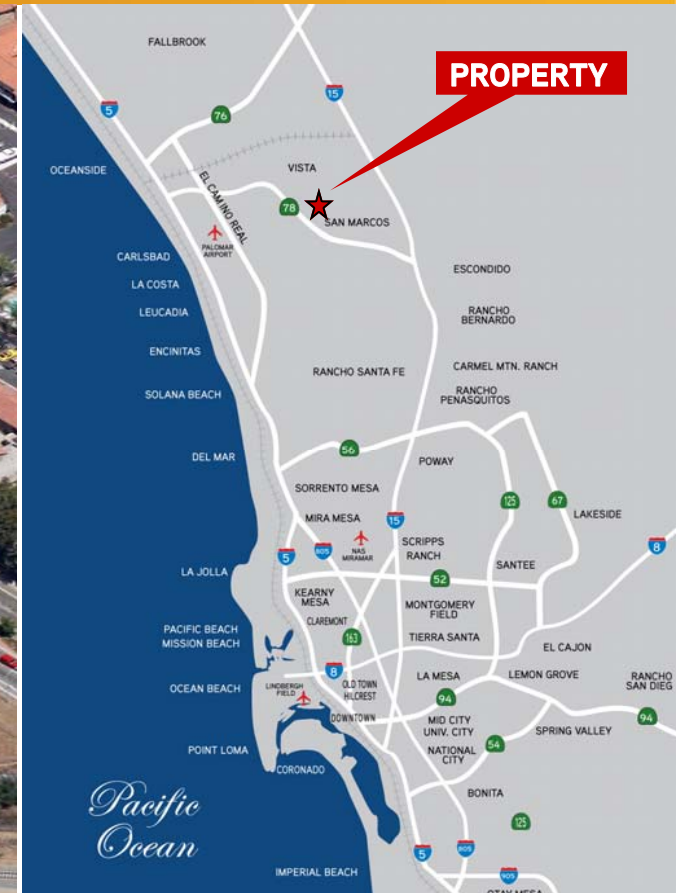 FALLBROOK
PROPERTY
5
76
15
OCEANSIDE
VISTA
EL CAMINO REAL
78
SAN MARCOS
PALOMAR
AIRPORT
CARLSBAD
LA COSTA
LEUCADIA
ENCINITAS
SOLANA BEACH
DEL MAR
ESCONDIDO
RANCHO
BERNARDO
RANCHO SANTA FE
CARMEL MTN. RANCH
RANCHO
PENASQUITOS
56
POWAY
SORRENTO MESA
125
67
LAKESIDE
MIRA MESA
15
5
805
NAS
MIRAMAR
SCRIPPS
RANCH
8
SANTEE
LA JOLLA
52
KEARNY
MESA
MONTGOMERY
FIELD
CLAREMONT
163
TIERRA SANTA
PACIFIC BEACH
MISSION BEACH
EL CAJON
8
LA MESA
LEMON GROVE
RANCHO
SAN DIEG
OCEAN BEACH
LINDBERGH
FIELD
OLD TOWN
HILCREST
94
DOWNTOWN
MID CITY
UNIV. CITY
94
SPRING VALLEY
54
NATIONAL
CITY
POINT LOMA
CORONADO
BONITA
125
Pacific
Ocean
5
805
IMPERIAL BEACH
905
OTAY MESA